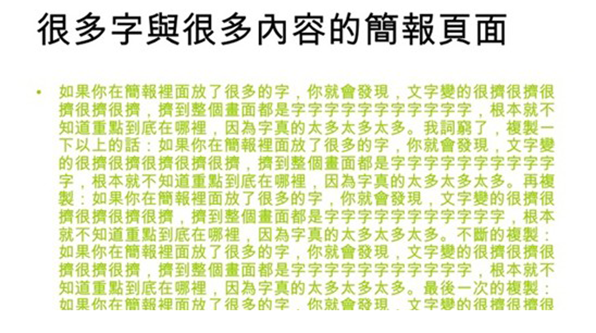 很多字與很多內容的簡報頁面
• 如果你在簡報裡面放了很多的字，你就會發現，文字變的很擠很擠很
擠很擠很擠，擠到整個畫面都是字字字字字字字字字字字，根本就不
知道重點到底在哪裡，因為字真的太多太多太多。我詞窮了，複製一
下以上的話：如果你在簡報裡面放了很多的字，你就會發現，文字變
的很擠很擠很擠很擠很擠，擠到整個畫面都是字字字字字字字字字字
字，根本就不知道重點到底在哪裡，因為字真的太多太多太多。再複
製：如果你在簡報裡面放了很多的字，你就會發現，文字變的很擠很
擠很擠很擠很擠，擠到整個畫面都是字字字字字字字字字字字，根本
就不知道重點到底在哪裡，因為字真的太多太多太多。不斷的複製：
如果你在簡報裡面放了很多的字，你就會發現，文字變的很擠很擠很
擠很擠很擠，擠到整個畫面都是字字字字字字字字字字字，根本就不
知道重點到底在哪裡，因為字真的太多太多太多。最後一次的複製：
如果你在簡報裡面放了很多的字，你就會發現，文字變的很擠很擠很